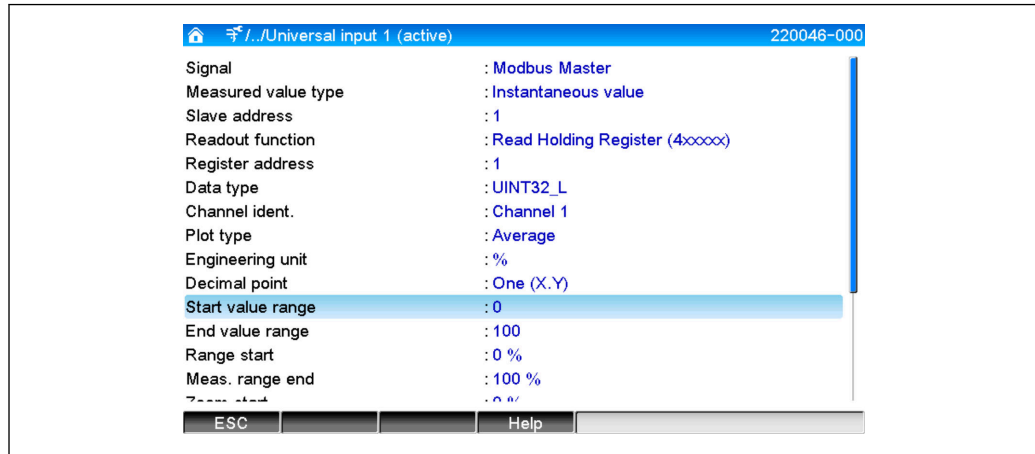 /../Universal input 1 (active) 220046-000
Signal : Modbus Master
Measured value type : Instantaneous value
Slave address : 1
Readout function : Read Holding Register (4xxxxx)
Register address : 1
Data type : UINT32_L
Channel ident. : Channel 1
Plot type : Average
Engineering unit : %
Decimal point : One (X.Y)
Start value range : 0
End value range : 100
Range start : 0 %
Meas. range end : 100 %
Zoom start : 0 %
ESC Help